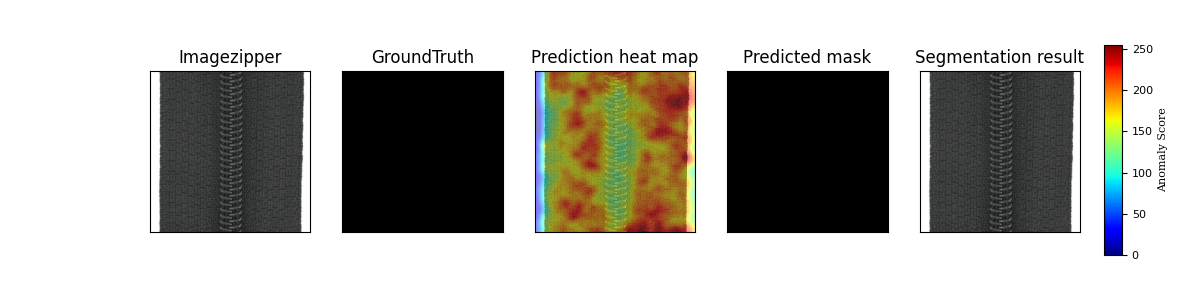 Imagezipper
GroundTruth
Prediction heat map
Predicted mask
Segmentation result
250
200
150
100
50
0
Anomaly Score